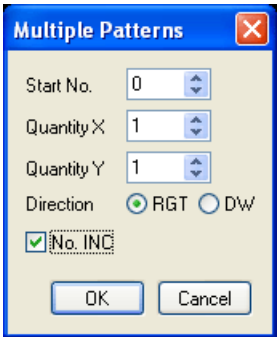 Multiple Patterns
Start No. 0
Quantity X 1
Quantity Y 1
Direction RGT DW
No. INC
OK Cancel